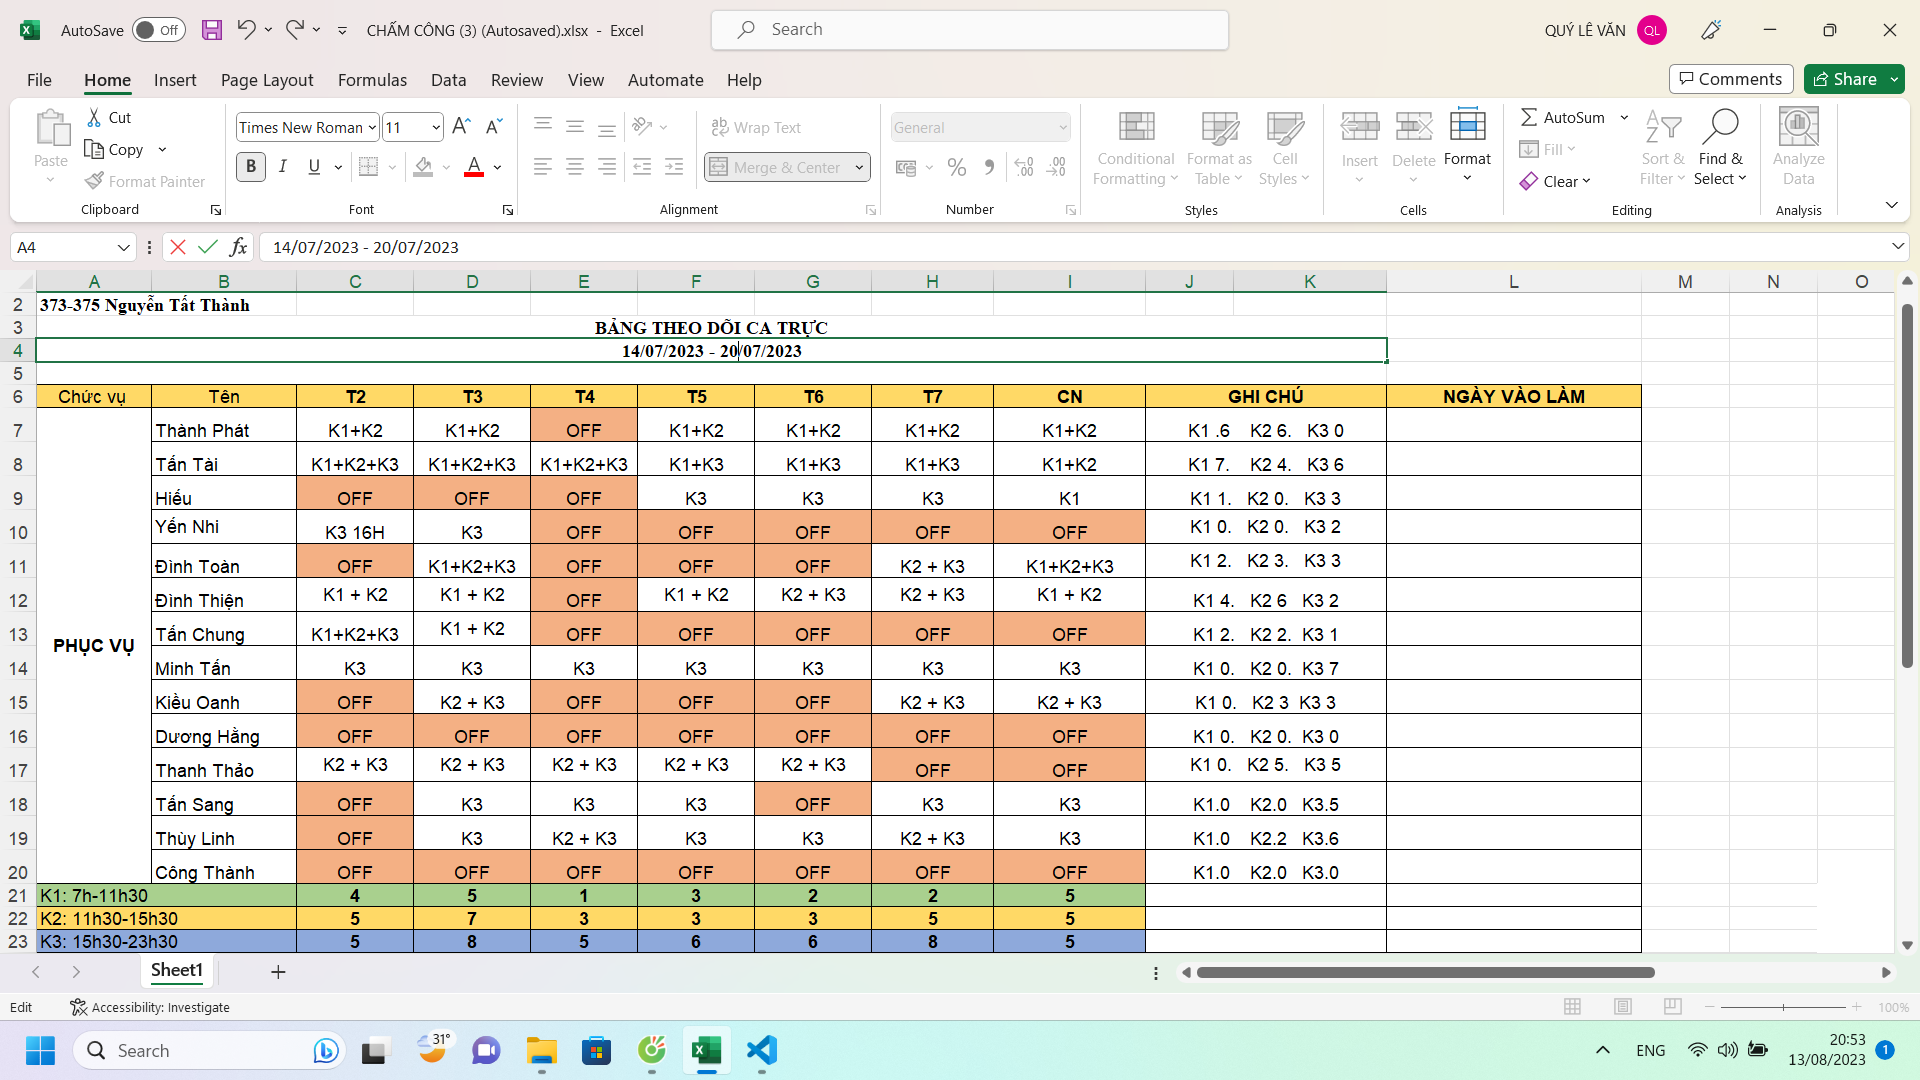 AutoSave Off CHẤM CÔNG (3) (Autosaved).xlsx - Excel Search QUÝ LÊ VĂN QL
File Home Insert Page Layout Formulas Data Review View Automate Help Comments Share
Paste Cut Copy Format Painter Clipboard
Times New Roman 11 B I U A Font
Wrap Text Merge & Center Alignment
General % Number
Conditional Formatting Format as Table Cell Styles Styles
Insert Delete Format Cells
AutoSum Fill Clear Sort & Filter Find & Select Editing
Analyze Data Analysis
A4 fx 14/07/2023 - 20/07/2023
A B C D E F G H I J K L M N O
2 373-375 Nguyễn Tất Thành
3 BẢNG THEO DÕI CA TRỰC
4 14/07/2023 - 20/07/2023
5
6 Chức vụ Tên T2 T3 T4 T5 T6 T7 CN GHI CHÚ NGÀY VÀO LÀM
7 Thành Phát K1+K2 K1+K2 OFF K1+K2 K1+K2 K1+K2 K1+K2 K1 .6 K2 6. K3 0
8 Tấn Tài K1+K2+K3 K1+K2+K3 K1+K2+K3 K1+K3 K1+K3 K1+K3 K1+K2 K1 7. K2 4. K3 6
9 Hiếu OFF OFF OFF K3 K3 K3 K1 K1 1. K2 0. K3 3
10 Yến Nhi K3 16H K3 OFF OFF OFF OFF OFF K1 0. K2 0. K3 2
11 Đình Toàn OFF K1+K2+K3 OFF OFF OFF K2 + K3 K1+K2+K3 K1 2. K2 3. K3 3
12 Đình Thiện K1 + K2 K1 + K2 OFF K1 + K2 K2 + K3 K2 + K3 K1 + K2 K1 4. K2 6 K3 2
13 PHỤC VỤ Tấn Chung K1+K2+K3 K1 + K2 OFF OFF OFF OFF OFF K1 2. K2 2. K3 1
14 Minh Tấn K3 K3 K3 K3 K3 K3 K3 K1 0. K2 0. K3 7
15 Kiều Oanh OFF K2 + K3 OFF OFF OFF K2 + K3 K2 + K3 K1 0. K2 3 K3 3
16 Dương Hằng OFF OFF OFF OFF OFF OFF OFF K1 0. K2 0. K3 0
17 Thanh Thảo K2 + K3 K2 + K3 K2 + K3 K2 + K3 K2 + K3 OFF OFF K1 0. K2 5. K3 5
18 Tấn Sang OFF K3 K3 K3 OFF K3 K3 K1.0 K2.0 K3.5
19 Thùy Linh OFF K3 K2 + K3 K3 K3 K2 + K3 K3 K1.0 K2.2 K3.6
20 Công Thành OFF OFF OFF OFF OFF OFF OFF K1.0 K2.0 K3.0
21 K1: 7h-11h30 4 5 1 3 2 2 5
22 K2: 11h30-15h30 5 7 3 3 3 5 5
23 K3: 15h30-23h30 5 8 5 6 6 8 5
Sheet1
Edit Accessibility: Investigate 100%
Search 31° ENG 20:53 1
13/08/2023